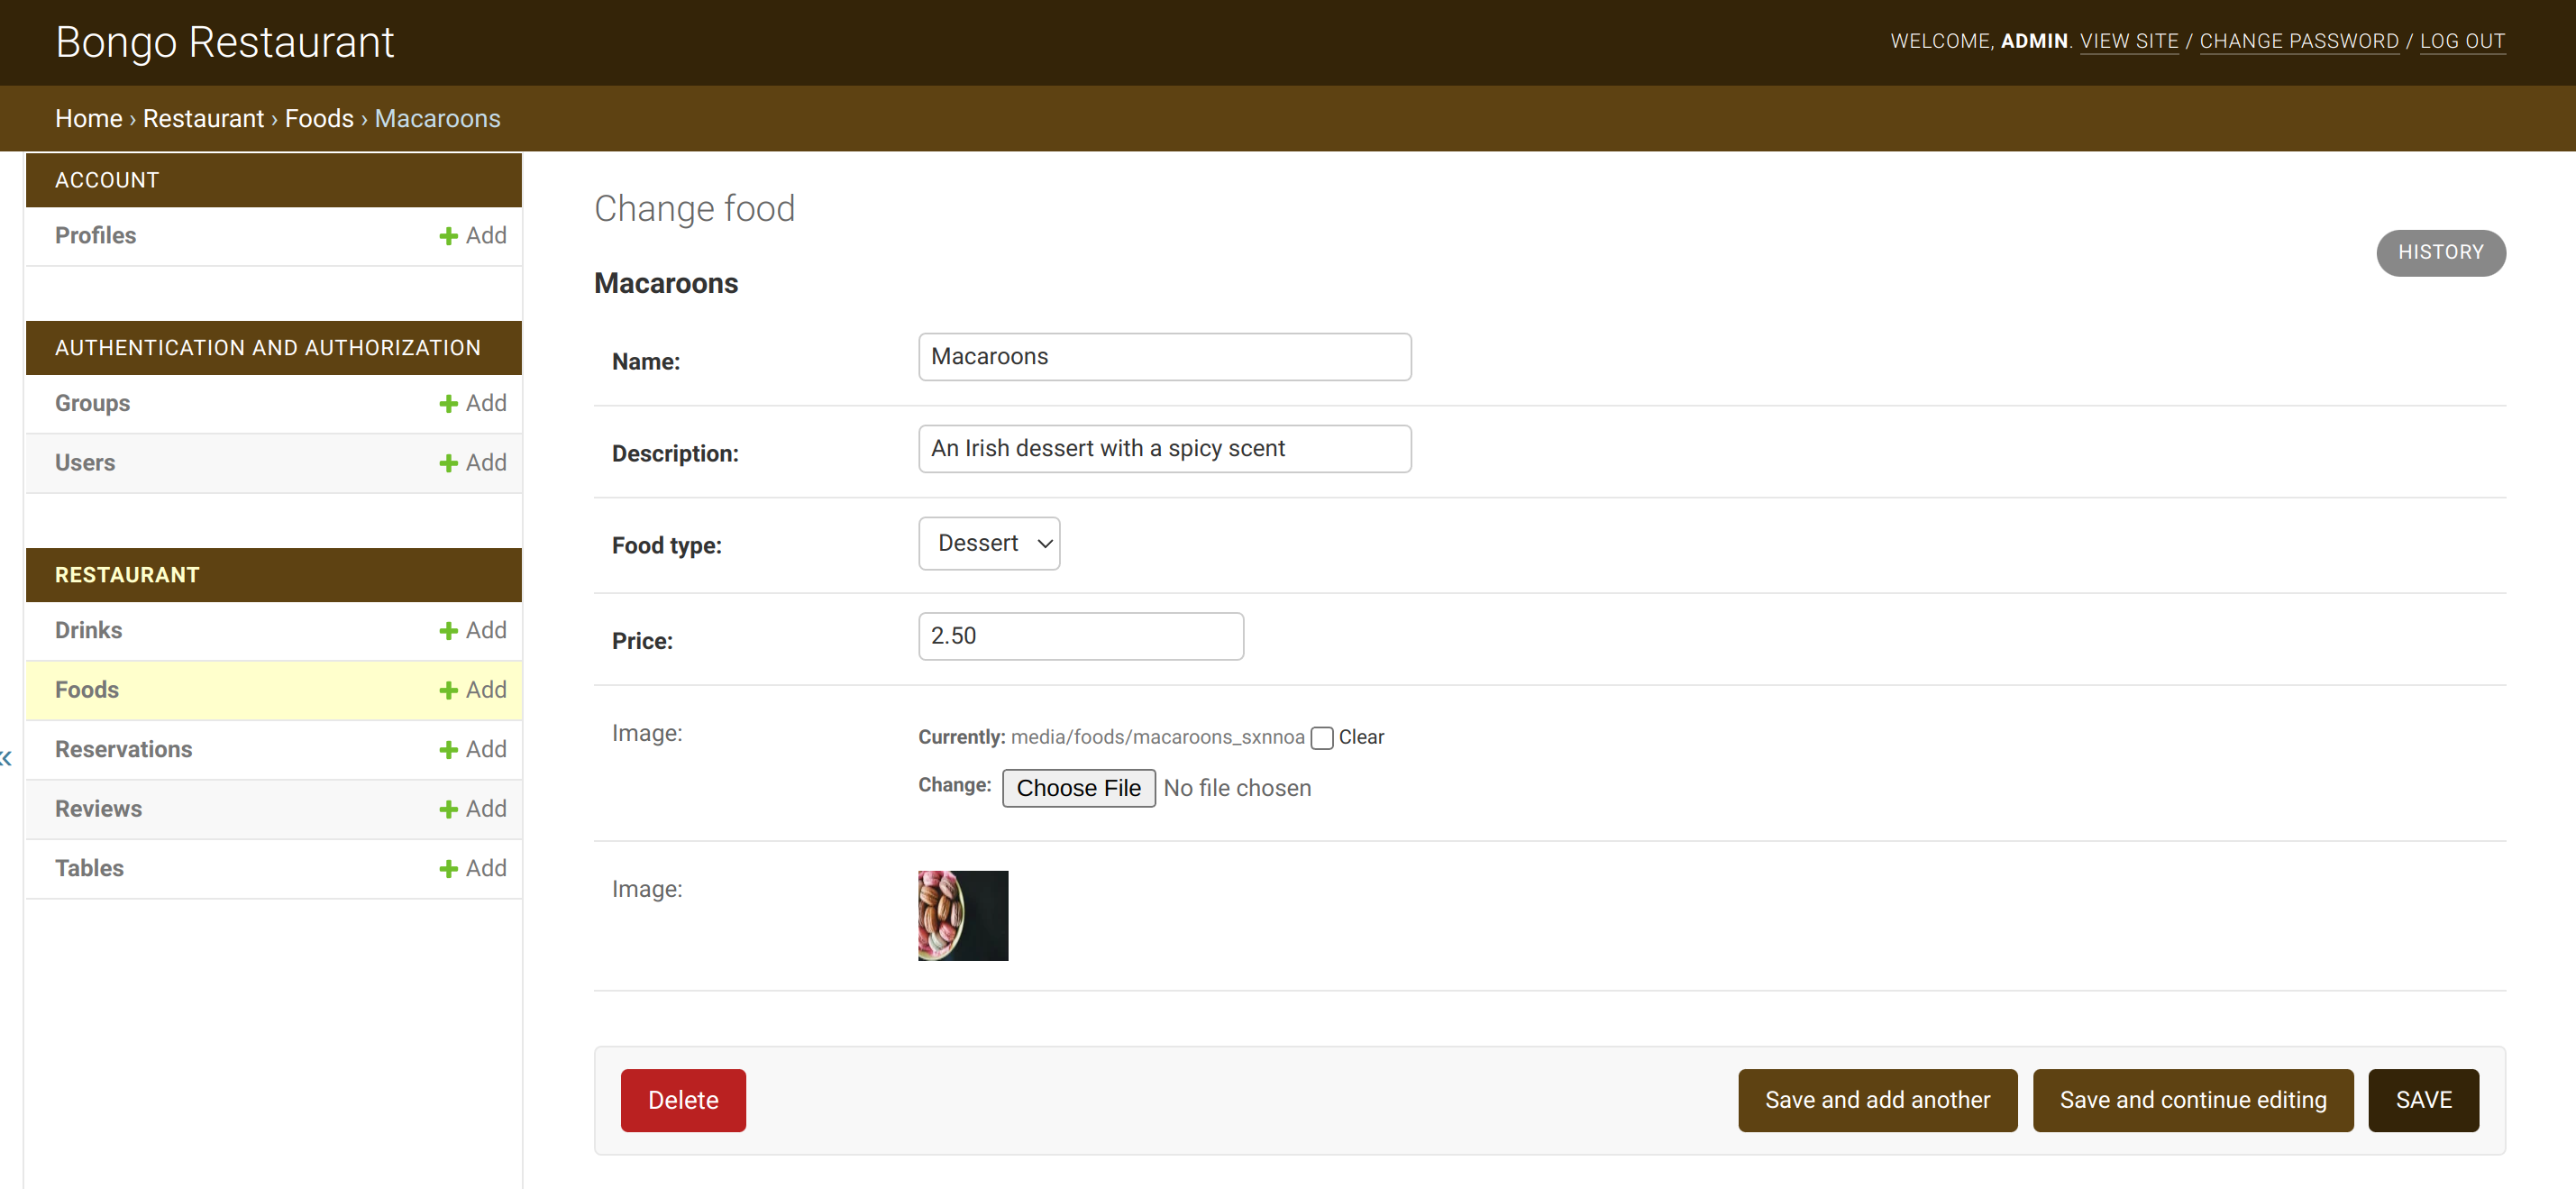 Bongo Restaurant
WELCOME, ADMIN. VIEW SITE / CHANGE PASSWORD / LOG OUT
Home › Restaurant › Foods › Macaroons
ACCOUNT
Profiles + Add
AUTHENTICATION AND AUTHORIZATION
Groups + Add
Users + Add
RESTAURANT
Drinks + Add
Foods + Add
Reservations + Add
Reviews + Add
Tables + Add
«
Change food
HISTORY
Macaroons
Name: Macaroons
Description: An Irish dessert with a spicy scent
Food type: Dessert
Price: 2.50
Image: Currently: media/foods/macaroons_sxnnoa Clear
Change: Choose File No file chosen
Image:
Delete Save and add another Save and continue editing SAVE